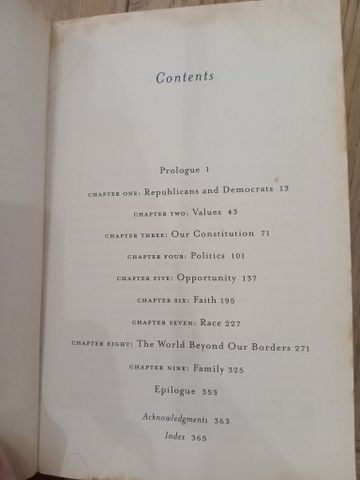 Contents
Prologue 1
CHAPTER ONE: Republicans and Democrats 13
CHAPTER TWO: Values 43
CHAPTER THREE: Our Constitution 71
CHAPTER FOUR: Politics 101
CHAPTER FIVE: Opportunity 137
CHAPTER SIX: Faith 195
CHAPTER SEVEN: Race 227
CHAPTER EIGHT: The World Beyond Our Borders 271
CHAPTER NINE: Family 325
Epilogue 353
Acknowledgments 363
Index 365